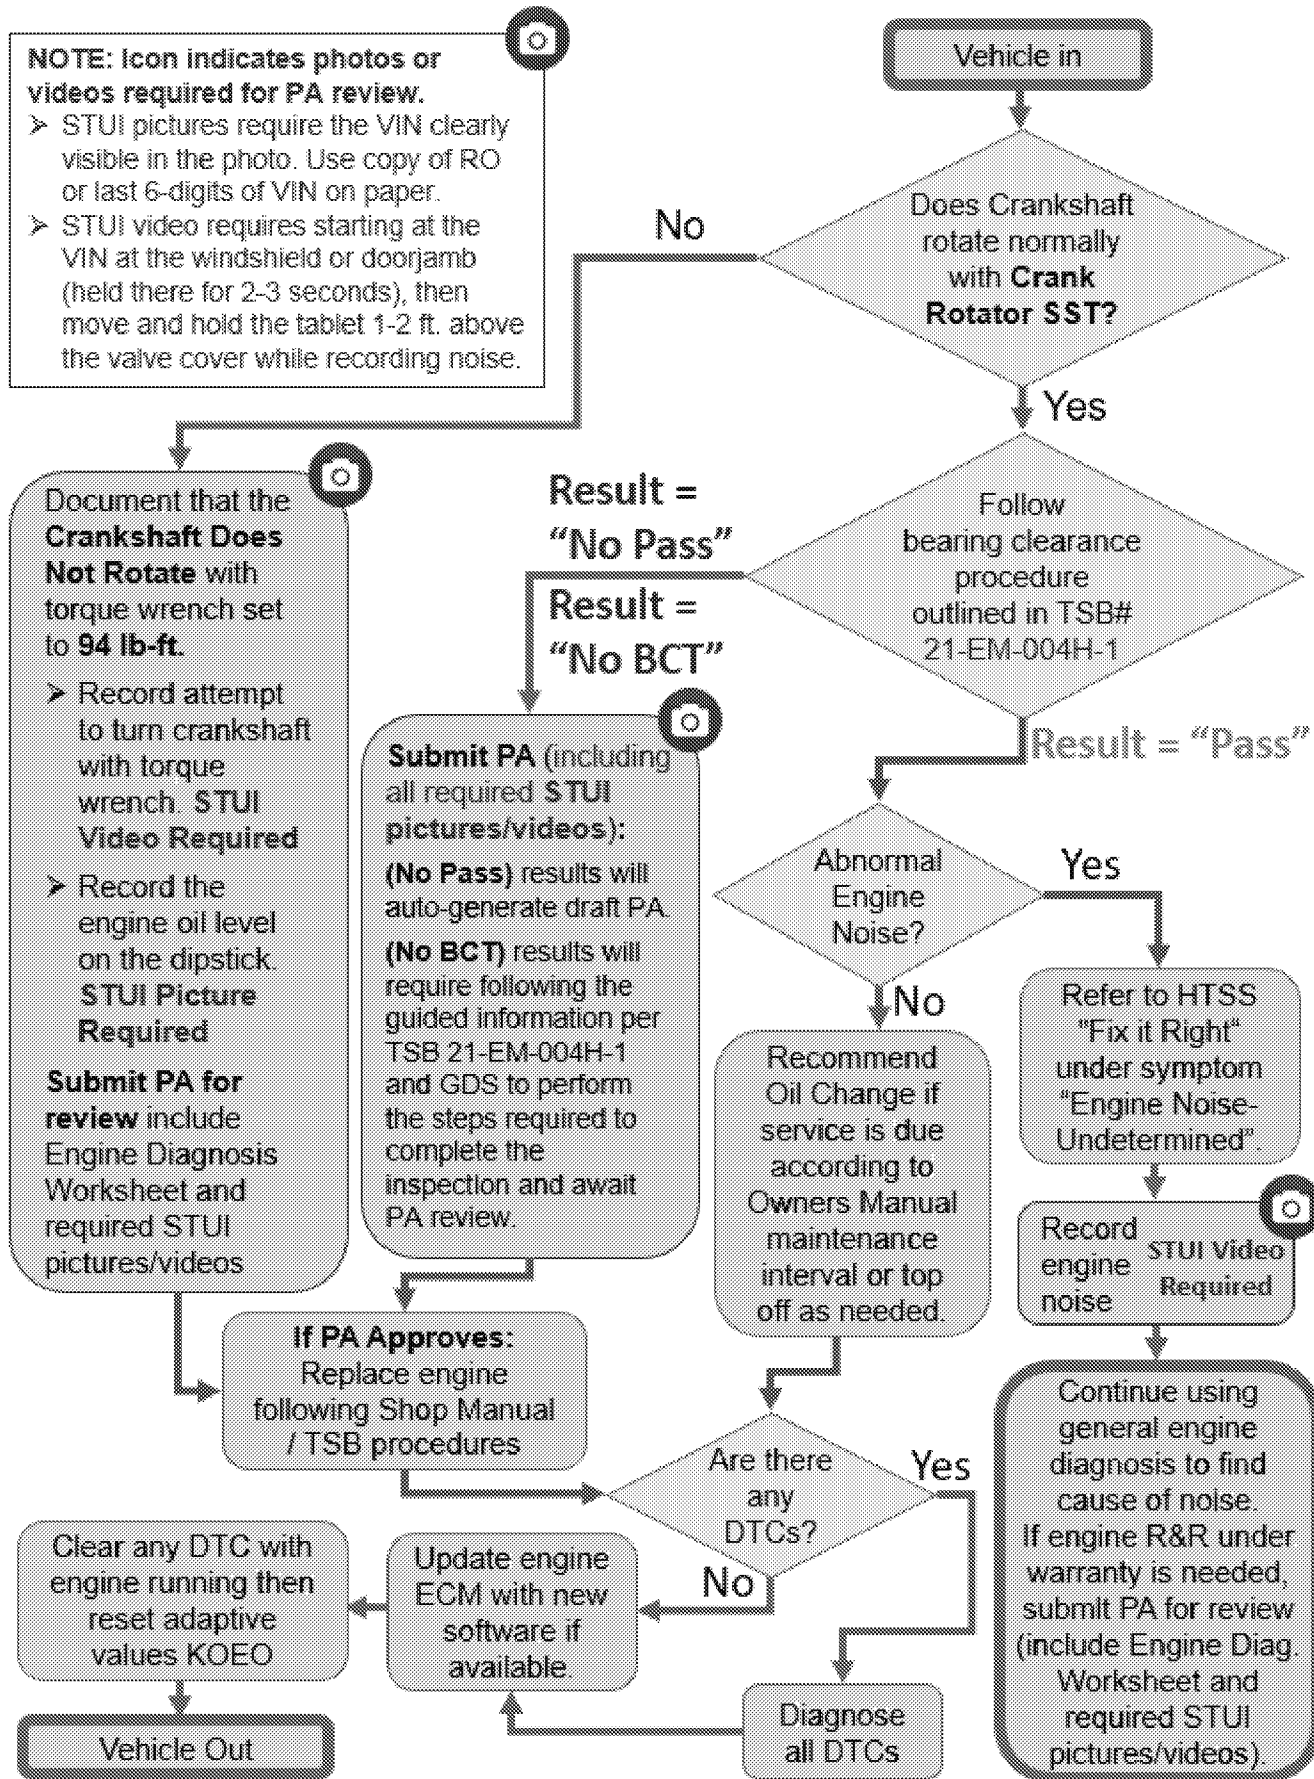 NOTE: Icon indicates photos or
videos required for PA review.
➢ STUI pictures require the VIN clearly
visible in the photo. Use copy of RO
or last 6-digits of VIN on paper.
➢ STUI video requires starting at the
VIN at the windshield or doorjamb
(held there for 2-3 seconds), then
move and hold the tablet 1-2 ft. above
the valve cover while recording noise.
Vehicle in
Does Crankshaft
rotate normally
with Crank
Rotator SST?
No
Yes
Document that the
Crankshaft Does
Not Rotate with
torque wrench set
to 94 lb-ft.
➢ Record attempt
to turn crankshaft
with torque
wrench. STUI
Video Required
➢ Record the
engine oil level
on the dipstick.
STUI Picture
Required
Submit PA for
review include
Engine Diagnosis
Worksheet and
required STUI
pictures/videos
Follow
bearing clearance
procedure
outlined in TSB#
21-EM-004H-1
Result =
“No Pass”
Result =
“No BCT”
Result = “Pass”
Submit PA (including
all required STUI
pictures/videos):
(No Pass) results will
auto-generate draft PA.
(No BCT) results will
require following the
guided information per
TSB 21-EM-004H-1
and GDS to perform
the steps required to
complete the
inspection and await
PA review.
Abnormal
Engine
Noise?
Yes
No
Refer to HTSS
"Fix it Right“
under symptom
“Engine Noise-
Undetermined”.
Record
engine
noise
STUI Video
Required
Continue using
general engine
diagnosis to find
cause of noise.
If engine R&R under
warranty is needed,
submit PA for review
(include Engine Diag.
Worksheet and
required STUI
pictures/videos).
Recommend
Oil Change if
service is due
according to
Owners Manual
maintenance
interval or top
off as needed.
If PA Approves:
Replace engine
following Shop Manual
/ TSB procedures
Are there
any
DTCs?
Yes
No
Diagnose
all DTCs
Update engine
ECM with new
software if
available.
Clear any DTC with
engine running then
reset adaptive
values KOEO
Vehicle Out